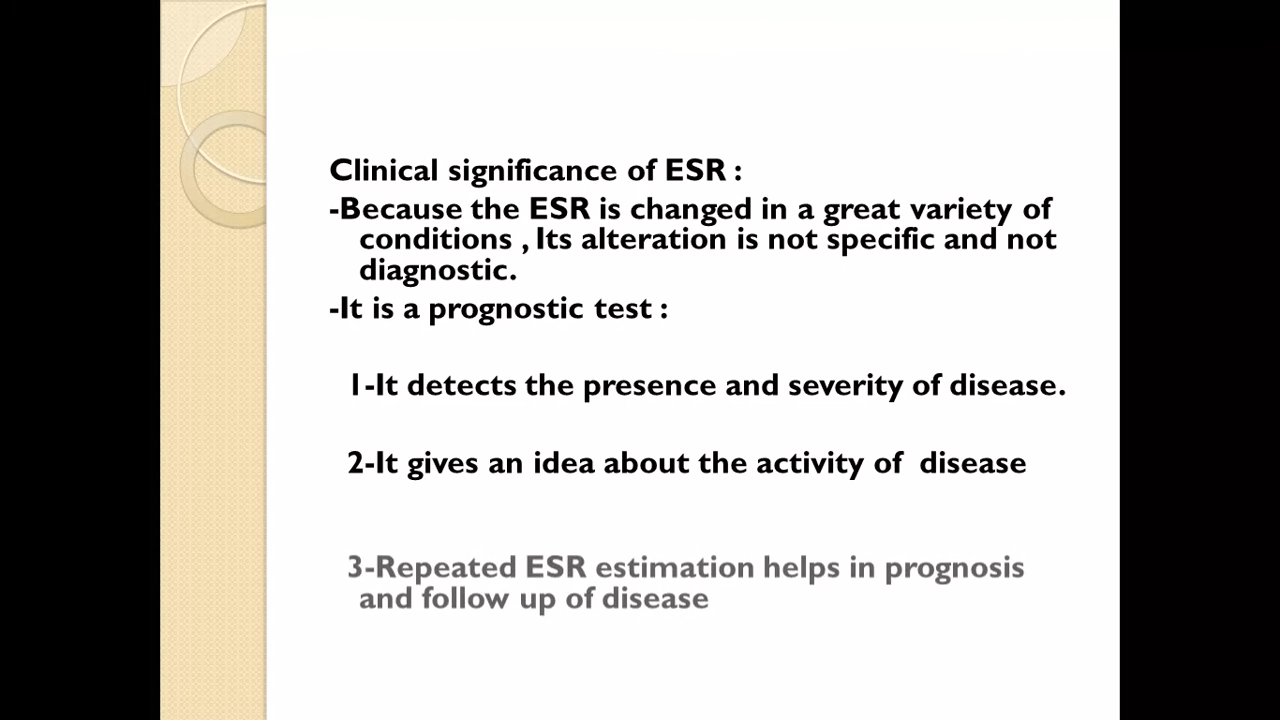 Clinical significance of ESR :
-Because the ESR is changed in a great variety of
conditions , Its alteration is not specific and not
diagnostic.
-It is a prognostic test :
1-It detects the presence and severity of disease.
2-It gives an idea about the activity of  disease
3-Repeated ESR estimation helps in prognosis
and follow up of disease